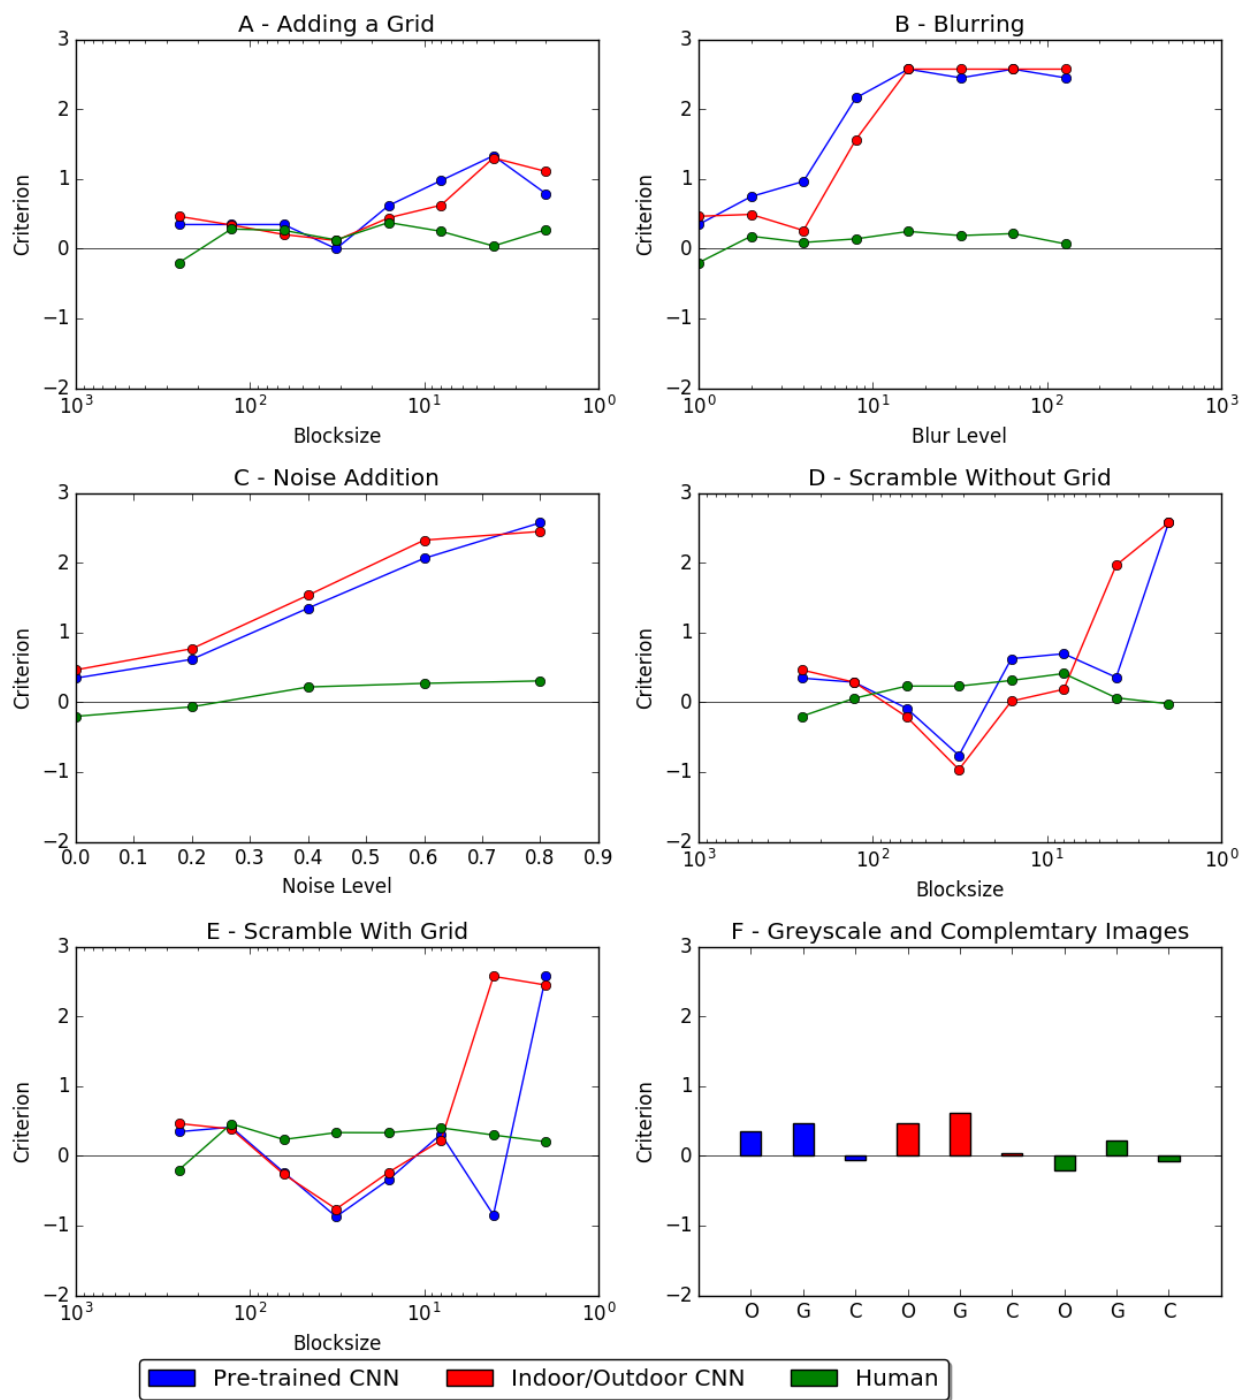 A - Adding a Grid
3
2
1
0
−1
−2
Criterion
10³ 10² 10¹ 10⁰
Blocksize
B - Blurring
3
2
1
0
−1
−2
Criterion
10⁰ 10¹ 10² 10³
Blur Level
C - Noise Addition
3
2
1
0
−1
−2
Criterion
0.0 0.1 0.2 0.4 0.6 0.7 0.8 0.9
Noise Level
D - Scramble Without Grid
3
2
1
0
−1
−2
Criterion
10³ 10² 10¹ 10⁰
Blocksize
E - Scramble With Grid
3
2
1
0
−1
−2
Criterion
10³ 10² 10¹ 10⁰
Blocksize
F - Greyscale and Complemtary Images
3
2
1
0
−1
−2
Criterion
O G C O G C O G C
Pre-trained CNN Indoor/Outdoor CNN Human